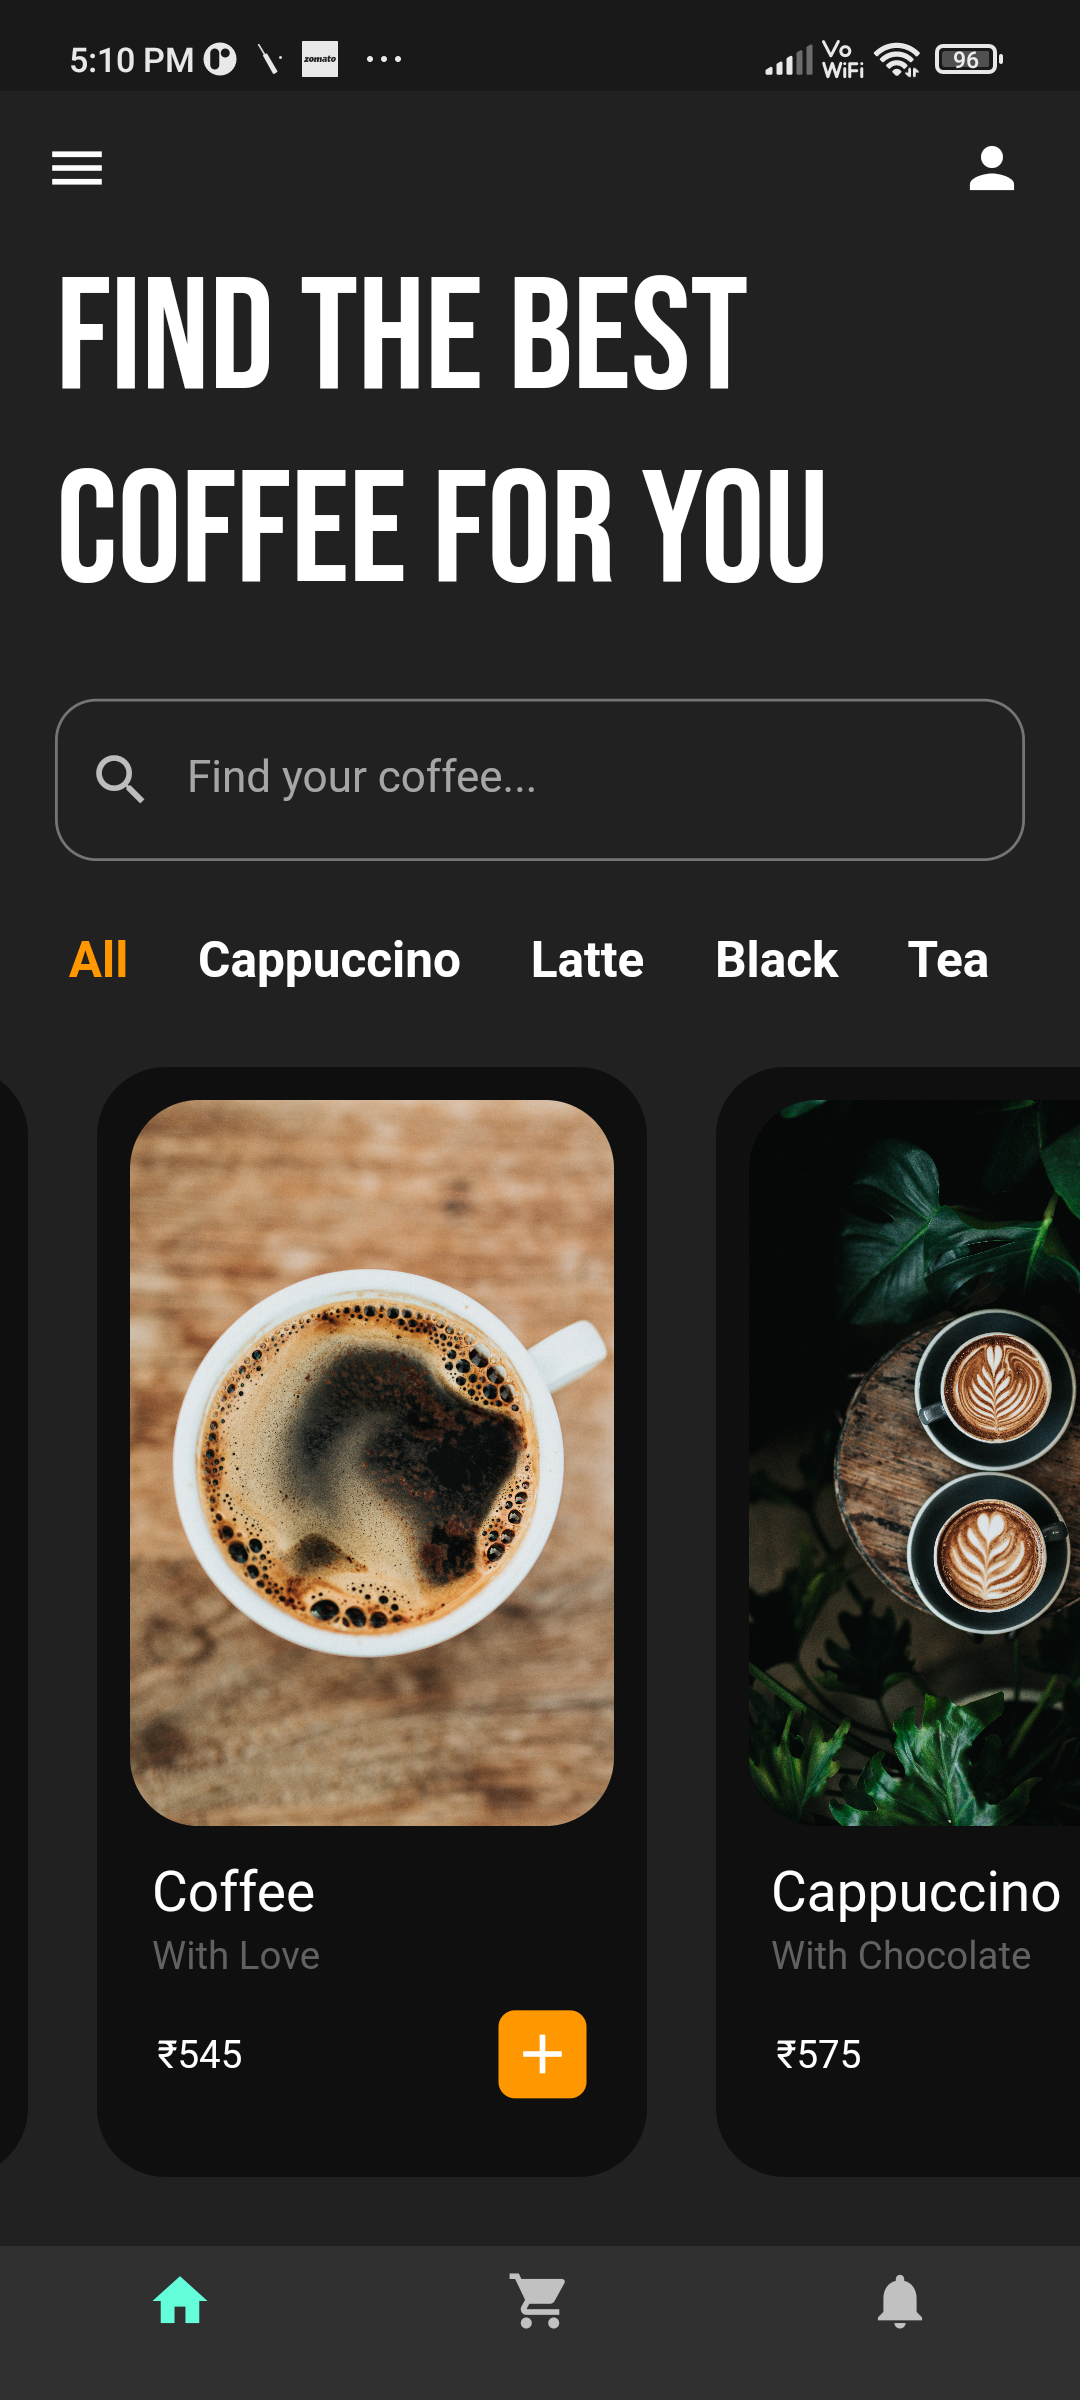 5:10 PM zomato ... Vo WiFi 96
FIND THE BEST
COFFEE FOR YOU
Find your coffee...
All Cappuccino Latte Black Tea
Coffee Cappuccino
With Love With Chocolate
₹545 ₹575